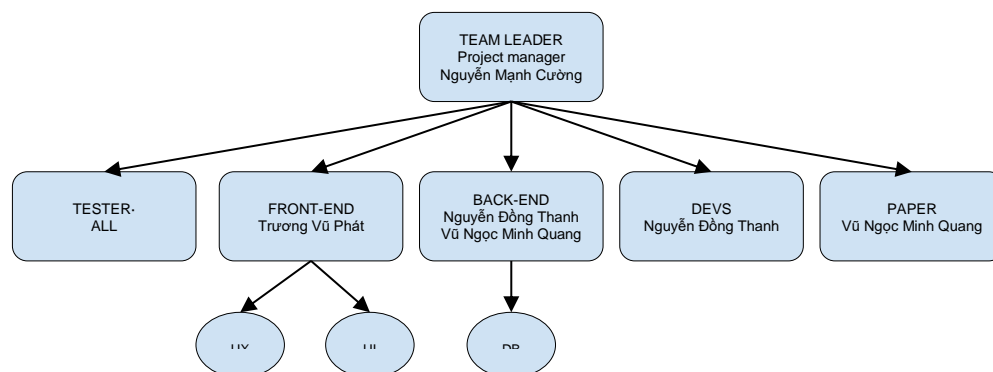 TEAM LEADER
Project manager
Nguyễn Mạnh Cường
TESTER·
ALL
FRONT-END
Trương Vũ Phát
BACK-END
Nguyễn Đồng Thanh
Vũ Ngọc Minh Quang
DEVS
Nguyễn Đồng Thanh
PAPER
Vũ Ngọc Minh Quang